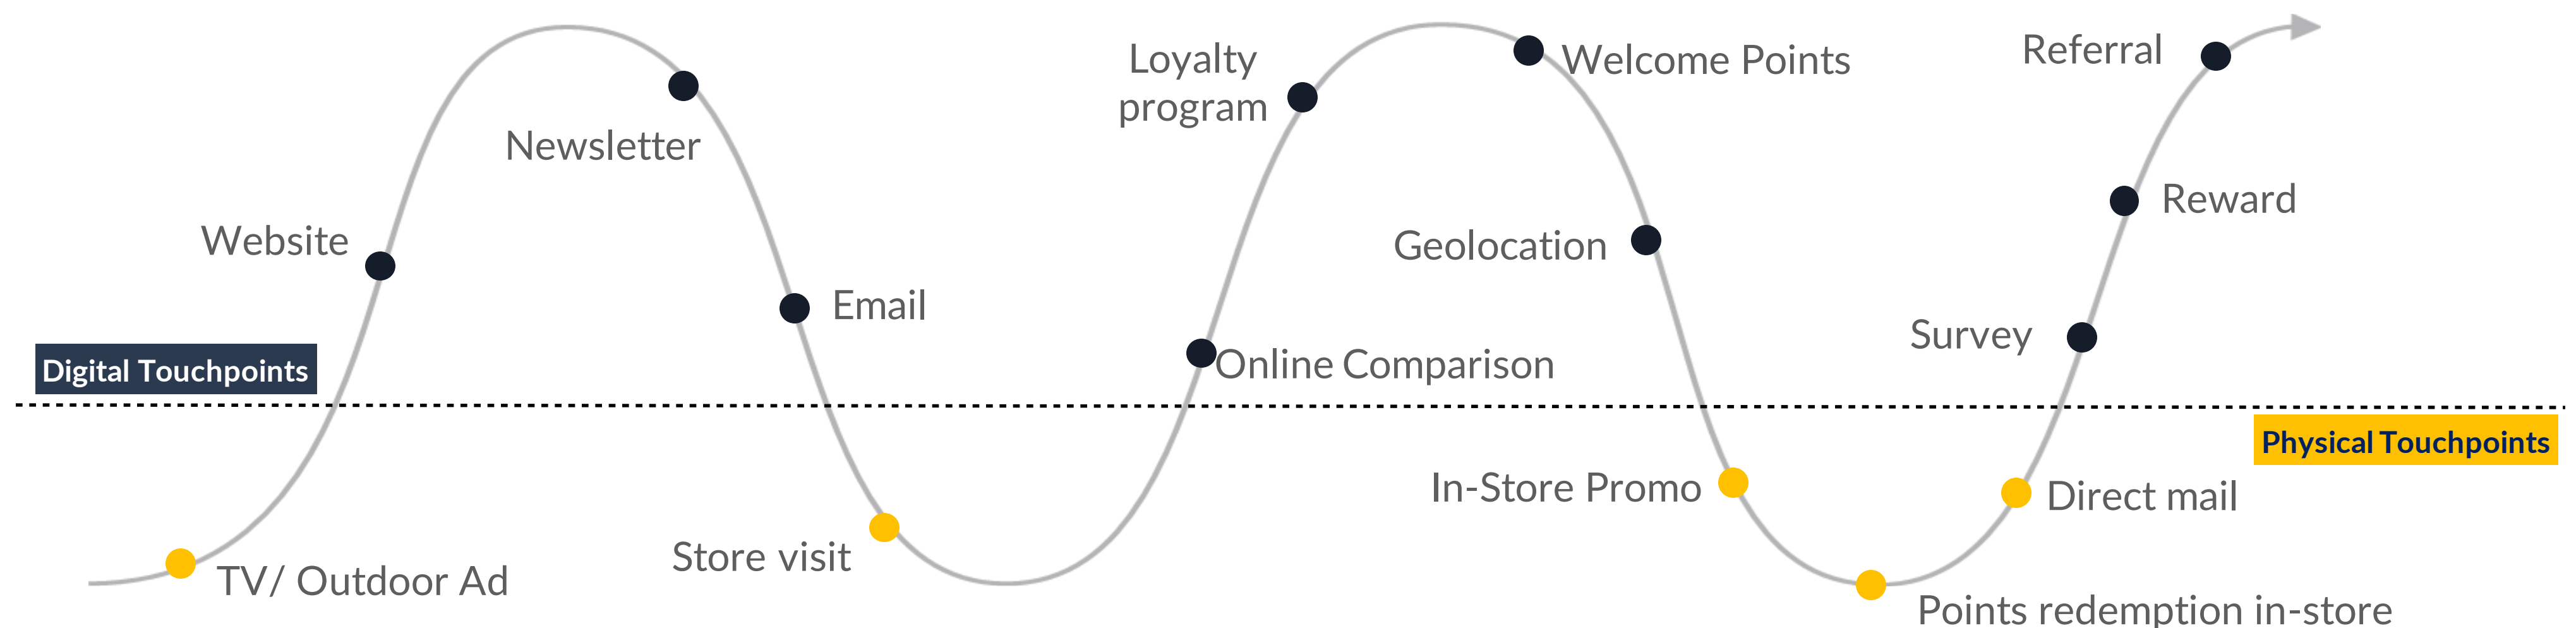 Loyalty
program
Welcome Points
Referral
Newsletter
Website
Reward
Geolocation
Email
Survey
Digital Touchpoints
Online Comparison
Physical Touchpoints
In-Store Promo
Direct mail
Store visit
TV/ Outdoor Ad
Points redemption in-store